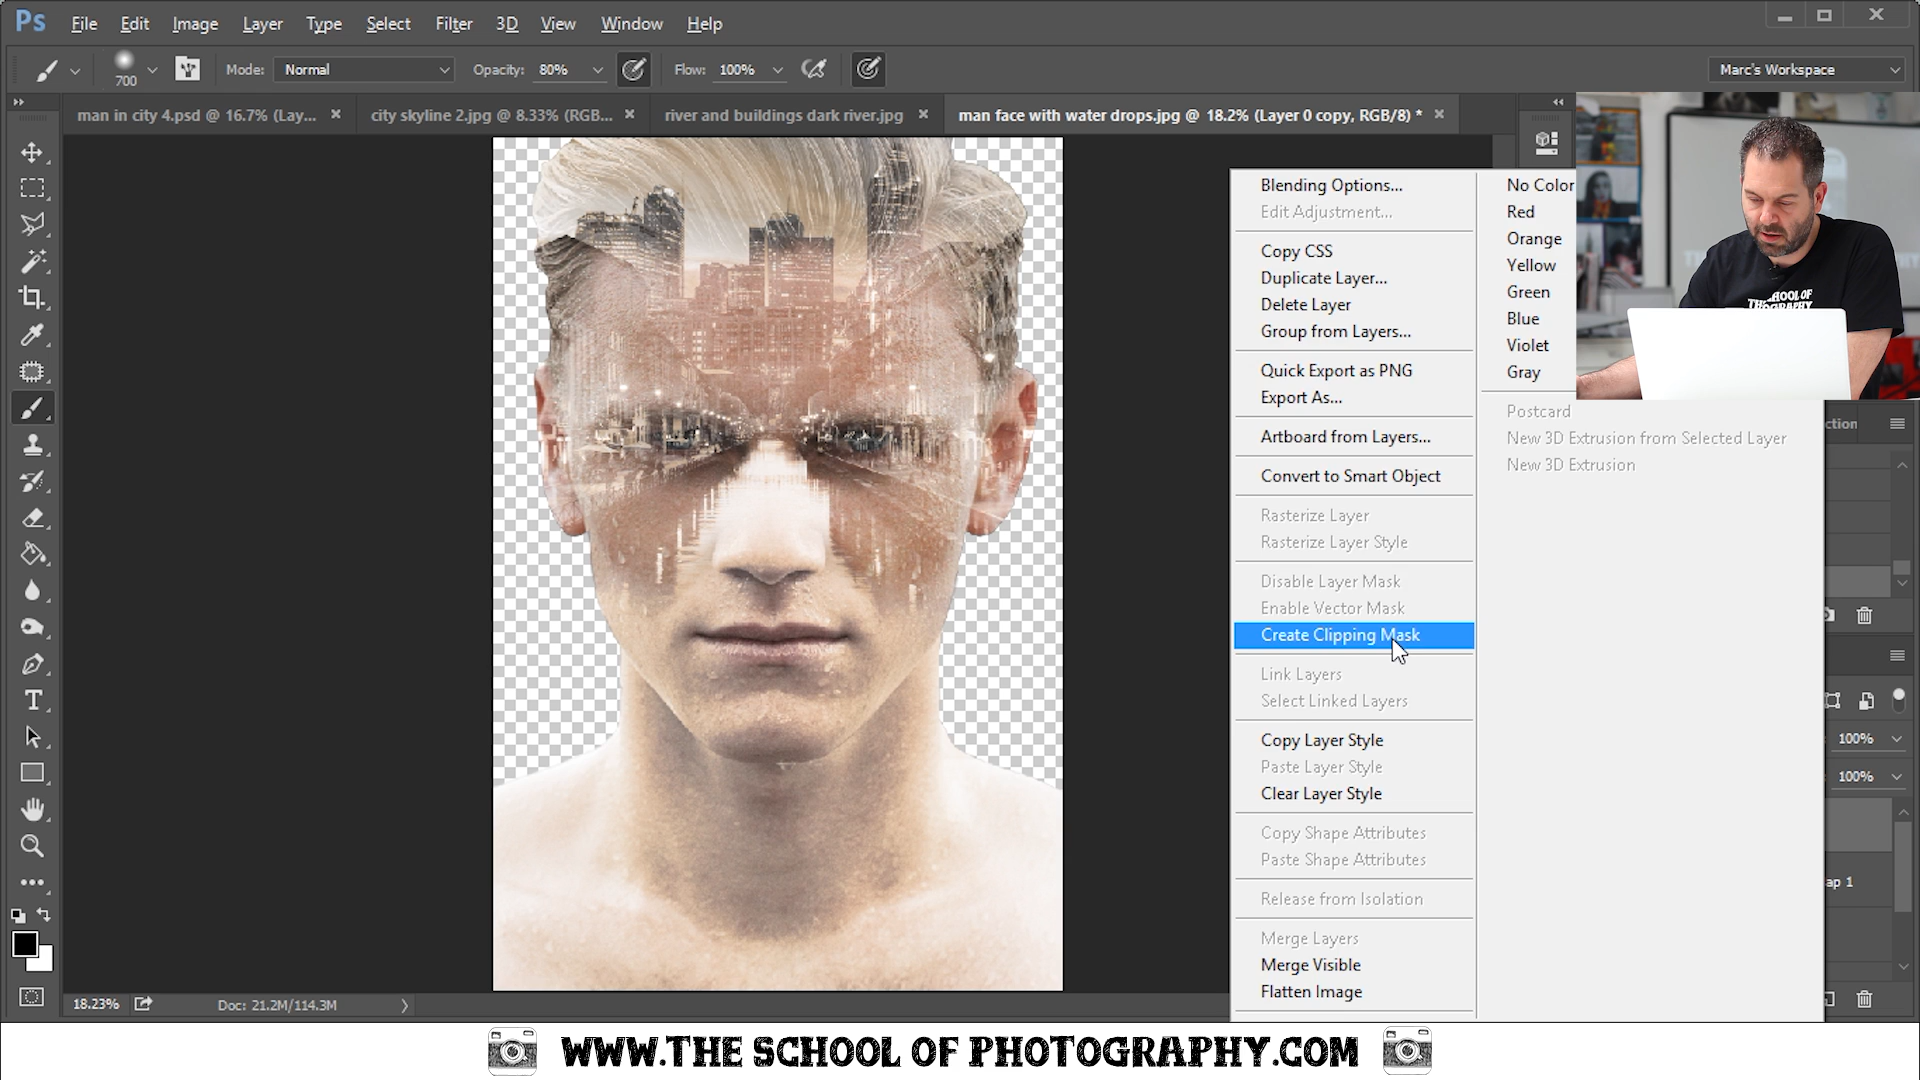 Ps File Edit Image Layer Type Select Filter 3D View Window Help
700 Mode: Normal Opacity: 80% Flow: 100% Marc's Workspace
man in city 4.psd @ 16.7% (Lay... × city skyline 2.jpg @ 8.33% (RGB... × river and buildings dark river.jpg × man face with water drops.jpg @ 18.2% (Layer 0 copy, RGB/8) * ×
Blending Options...
Edit Adjustment...
Copy CSS
Duplicate Layer...
Delete Layer
Group from Layers...
Quick Export as PNG
Export As...
Artboard from Layers...
Convert to Smart Object
Rasterize Layer
Rasterize Layer Style
Disable Layer Mask
Enable Vector Mask
Create Clipping Mask
Link Layers
Select Linked Layers
Copy Layer Style
Paste Layer Style
Clear Layer Style
Copy Shape Attributes
Paste Shape Attributes
Release from Isolation
Merge Layers
Merge Visible
Flatten Image
No Color
Red
Orange
Yellow
Green
Blue
Violet
Gray
Postcard
New 3D Extrusion from Selected Layer
New 3D Extrusion
ction
100%
100%
ap 1
18.23% Doc: 21.2M/114.3M
WWW.THE SCHOOL OF PHOTOGRAPHY.COM